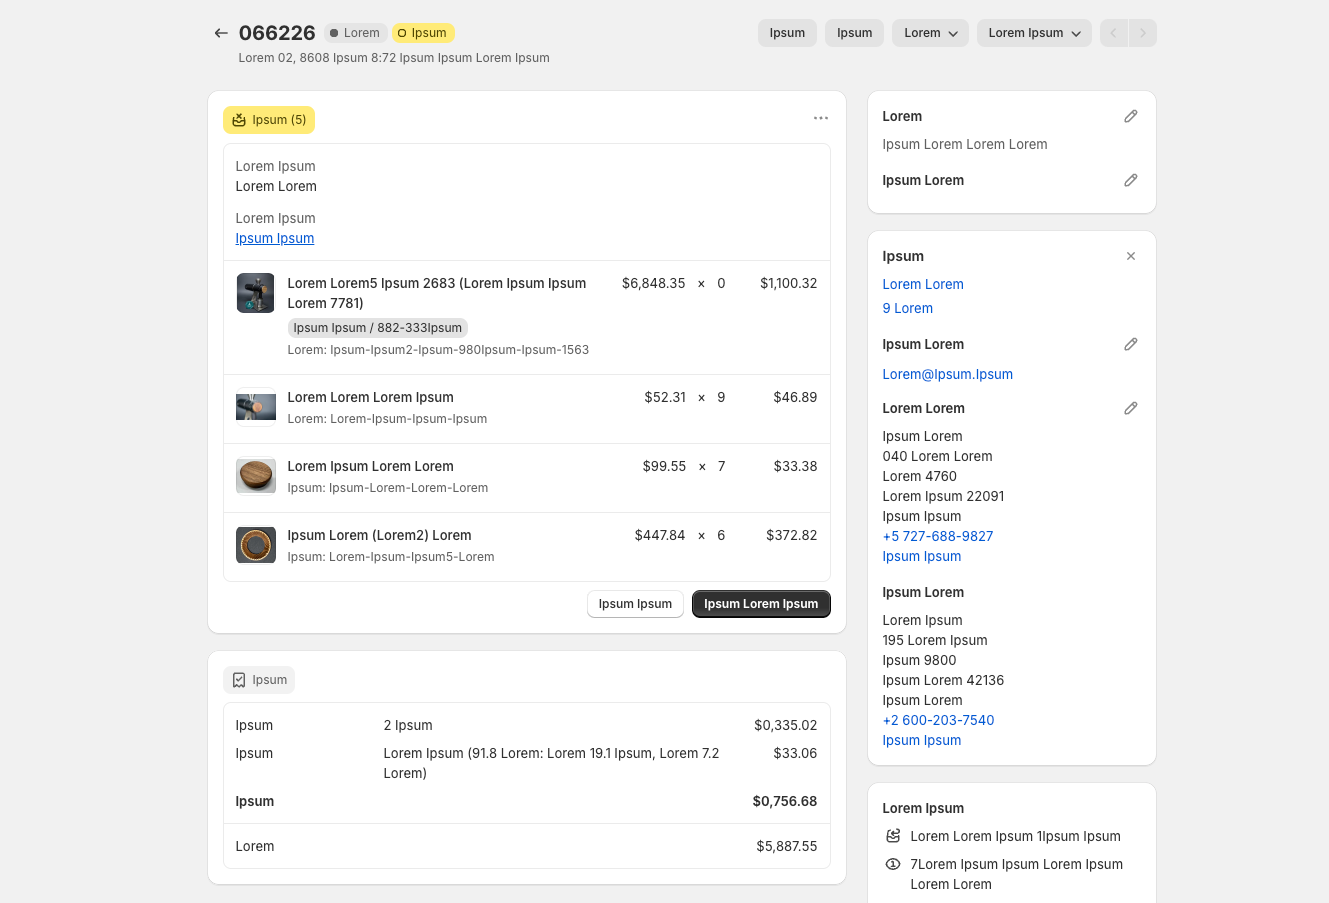 066226
Lorem
Ipsum
Ipsum
Ipsum
Lorem
Lorem Ipsum
Lorem 02, 8608 Ipsum 8:72 Ipsum Ipsum Lorem Ipsum
Ipsum (5)
Lorem Ipsum
Lorem Lorem
Lorem Ipsum
Ipsum Ipsum
Lorem Lorem5 Ipsum 2683 (Lorem Ipsum Ipsum $6,848.35 × 0 $1,100.32
Lorem 7781)
Ipsum Ipsum / 882-333Ipsum
Lorem: Ipsum-Ipsum2-Ipsum-980Ipsum-Ipsum-1563
Lorem Lorem Lorem Ipsum $52.31 × 9 $46.89
Lorem: Lorem-Ipsum-Ipsum-Ipsum
Lorem Ipsum Lorem Lorem $99.55 × 7 $33.38
Ipsum: Ipsum-Lorem-Lorem-Lorem
Ipsum Lorem (Lorem2) Lorem $447.84 × 6 $372.82
Ipsum: Lorem-Ipsum-Ipsum5-Lorem
Ipsum Ipsum
Ipsum Lorem Ipsum
Ipsum
Ipsum 2 Ipsum $0,335.02
Ipsum Lorem Ipsum (91.8 Lorem: Lorem 19.1 Ipsum, Lorem 7.2 $33.06
Lorem)
Ipsum $0,756.68
Lorem $5,887.55
Lorem
Ipsum Lorem Lorem Lorem
Ipsum Lorem
Ipsum
Lorem Lorem
9 Lorem
Ipsum Lorem
Lorem@Ipsum.Ipsum
Lorem Lorem
Ipsum Lorem
040 Lorem Lorem
Lorem 4760
Lorem Ipsum 22091
Ipsum Ipsum
+5 727-688-9827
Ipsum Ipsum
Ipsum Lorem
Lorem Ipsum
195 Lorem Ipsum
Ipsum 9800
Ipsum Lorem 42136
Ipsum Lorem
+2 600-203-7540
Ipsum Ipsum
Lorem Ipsum
Lorem Lorem Ipsum 1Ipsum Ipsum
7Lorem Ipsum Ipsum Lorem Ipsum
Lorem Lorem